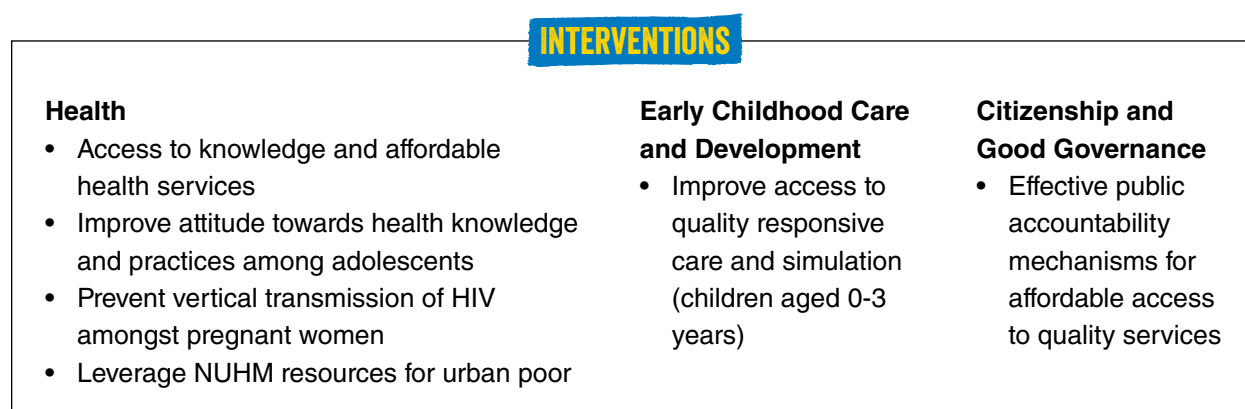 INTERVENTIONS
Health
• Access to knowledge and affordable
health services
• Improve attitude towards health knowledge
and practices among adolescents
• Prevent vertical transmission of HIV
amongst pregnant women
• Leverage NUHM resources for urban poor
Early Childhood Care
and Development
• Improve access to
quality responsive
care and simulation
(children aged 0-3
years)
Citizenship and
Good Governance
• Effective public
accountability
mechanisms for
affordable access
to quality services